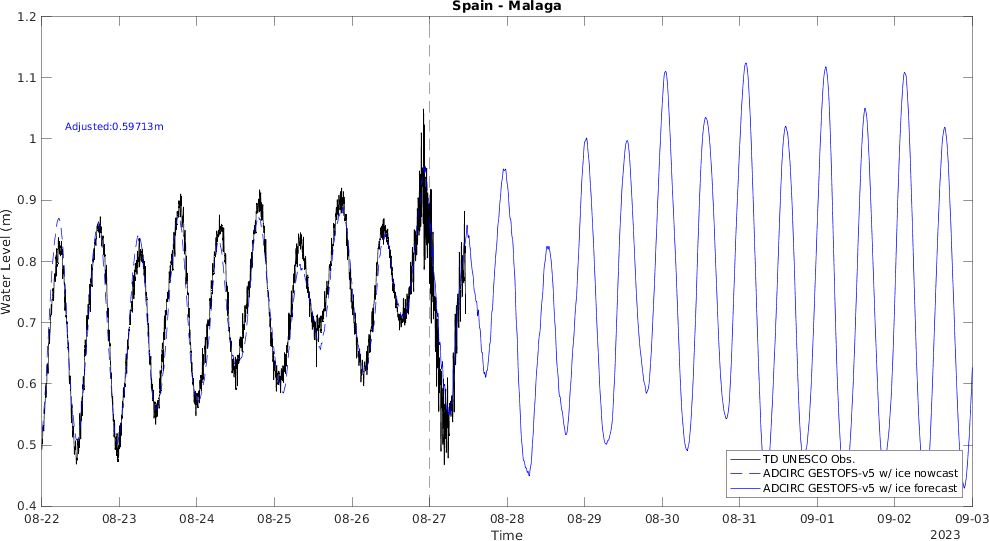 Spain - Malaga
1.2
1.1
1
0.9
0.8
0.7
0.6
0.5
0.4
Water Level (m)
Adjusted:0.59713m
TD UNESCO Obs.
ADCIRC GESTOFS-v5 w/ ice nowcast
ADCIRC GESTOFS-v5 w/ ice forecast
08-22 08-23 08-24 08-25 08-26 08-27 08-28 08-29 08-30 08-31 09-01 09-02 09-03
Time
2023